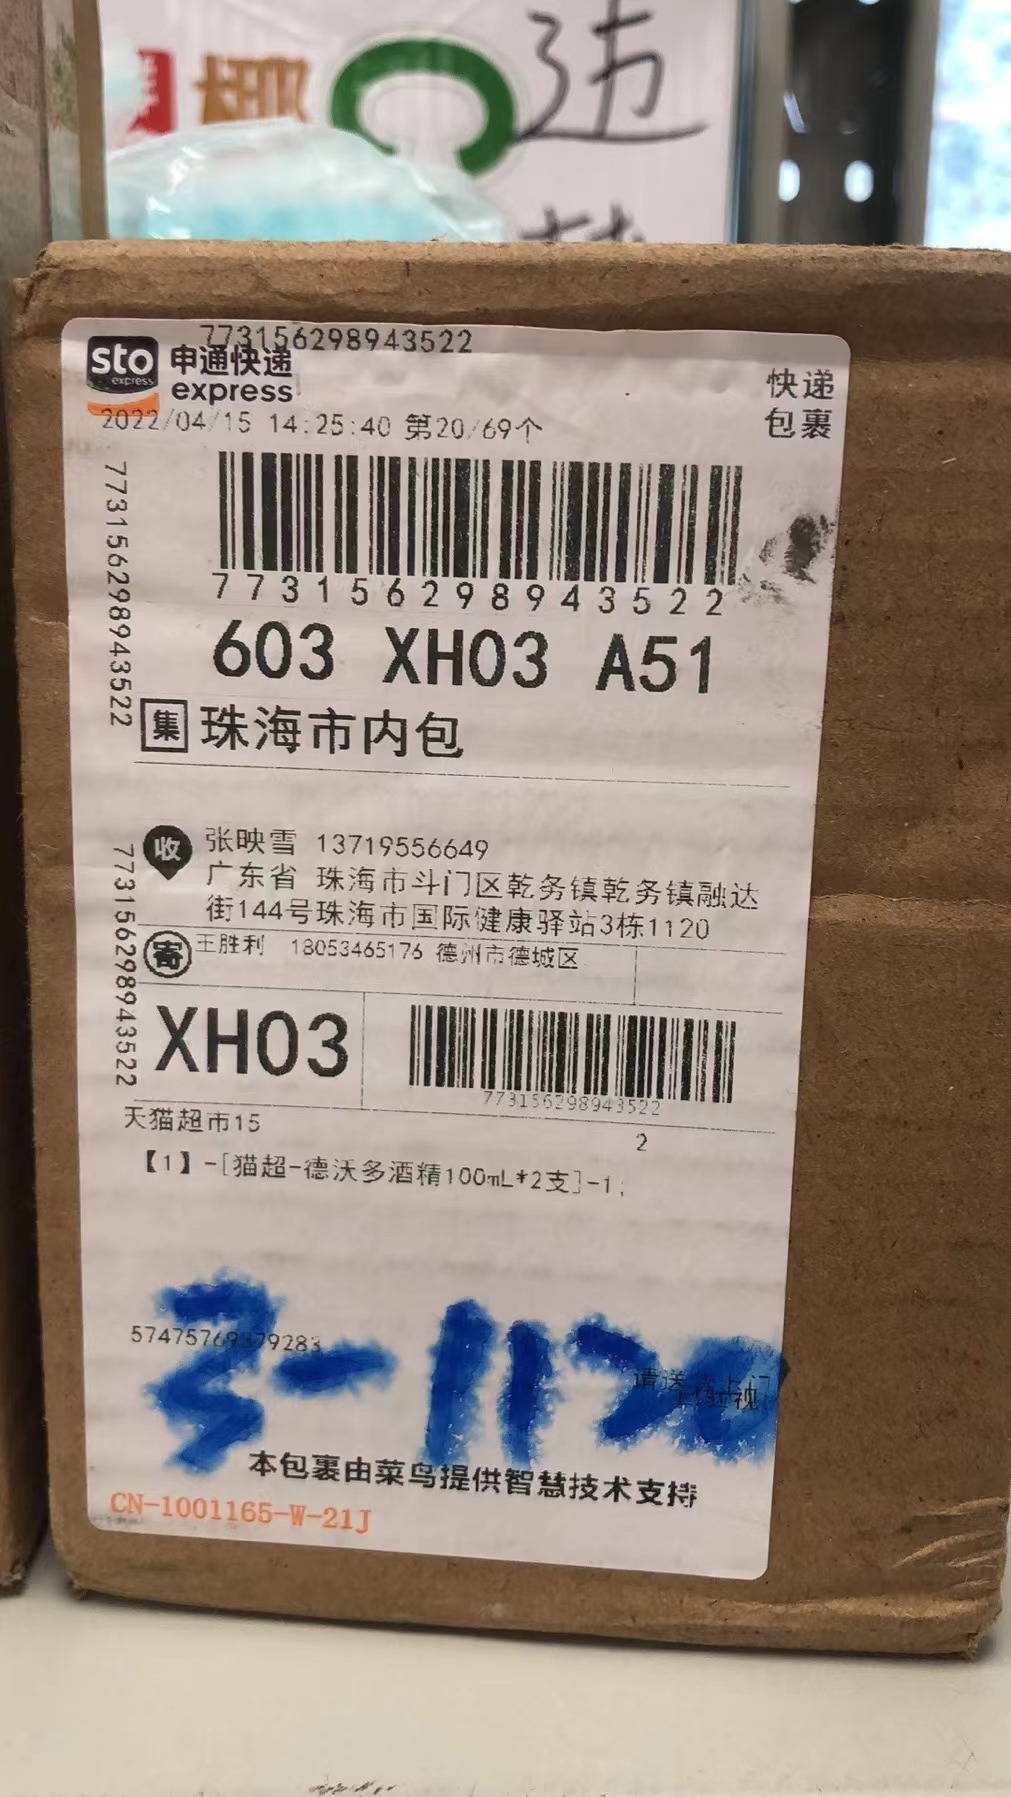 违
773156298943522
sto
express
申通快递
express
快递
包裹
2022/04/15 14:25:40 第20/69个
773156298943522
773156298943522
603 XH03 A51
集 珠海市内包
收 张映雪 13719556649
广东省 珠海市斗门区乾务镇乾务镇融达
街144号珠海市国际健康驿站3栋1120
773156298943522
寄 王胜利 18053465176 德州市德城区
XH03
773156298943522
天猫超市15
2
【1】-[猫超-德沃多酒精100mL*2支]-1;
3-1120
本包裹由菜鸟提供智慧技术支持
CN-1001165-W-21J